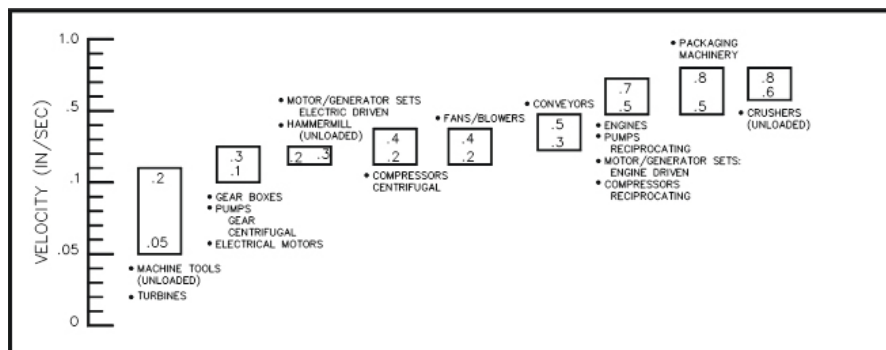 VELOCITY (IN/SEC)
1.0
.5
.1
.05
0
.2
.05
• MACHINE TOOLS
(UNLOADED)
• TURBINES
.3
.1
• GEAR BOXES
• PUMPS
GEAR
CENTRIFUGAL
• ELECTRICAL MOTORS
• MOTOR/GENERATOR SETS
ELECTRIC DRIVEN
• HAMMERMILL
(UNLOADED)
.2 .3
.4
.2
• COMPRESSORS
CENTRIFUGAL
• FANS/BLOWERS
.4
.2
• CONVEYORS
.5
.3
.7
.5
• ENGINES
• PUMPS
RECIPROCATING
• MOTOR/GENERATOR SETS:
ENGINE DRIVEN
• COMPRESSORS
RECIPROCATING
• PACKAGING
MACHINERY
.8
.5
.8
.6
• CRUSHERS
(UNLOADED)